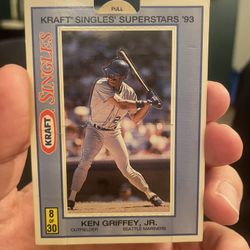 PULL
KRAFT SINGLES SUPERSTARS '93
KRAFT SINGLES
8 OF 30
KEN GRIFFEY, JR.
OUTFIELDER SEATTLE MARINERS